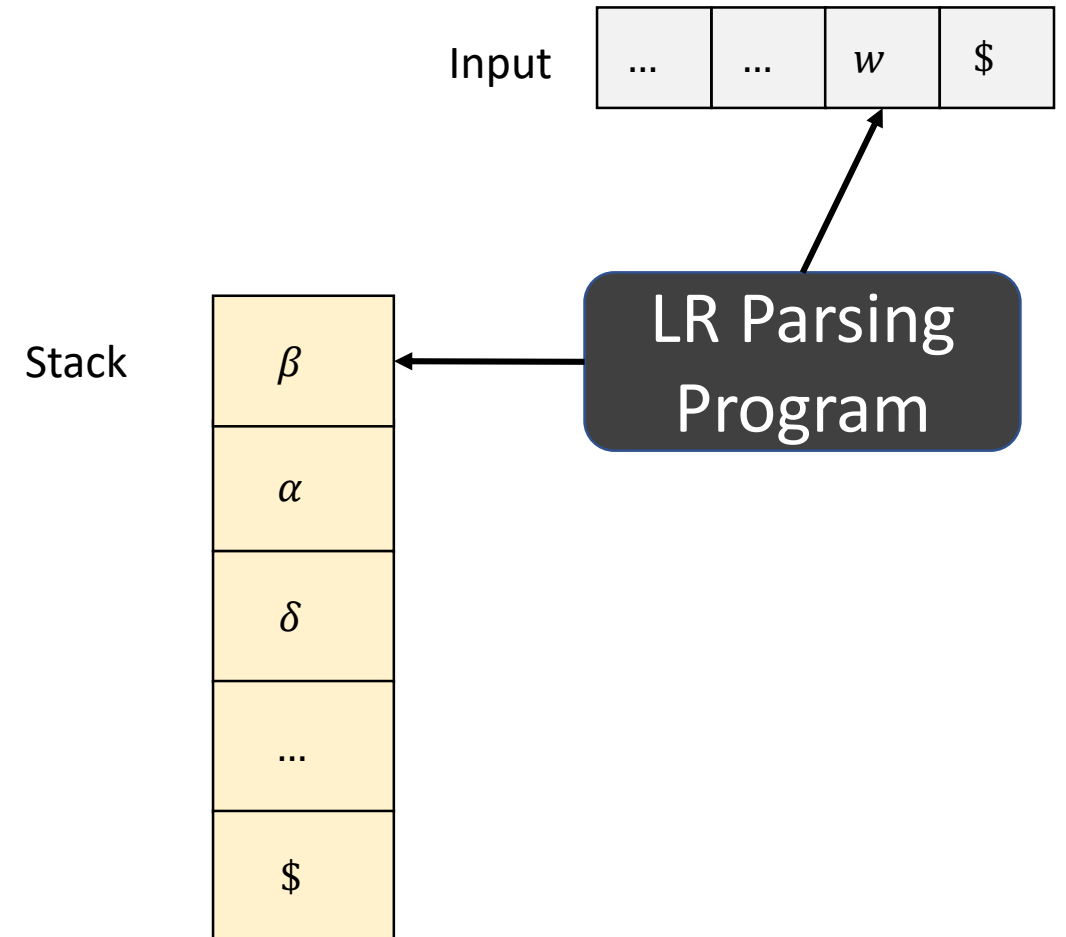 Input … … w $
LR Parsing
Program
Stack β
α
δ
…
$